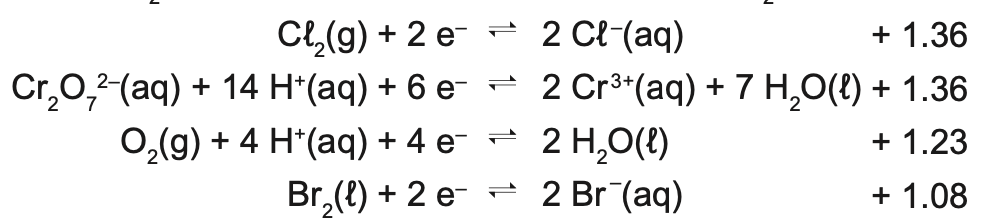 Cℓ₂(g) + 2 e⁻ ⇌ 2 Cℓ⁻(aq) + 1.36
Cr₂O₇²⁻(aq) + 14 H⁺(aq) + 6 e⁻ ⇌ 2 Cr³⁺(aq) + 7 H₂O(ℓ) + 1.36
O₂(g) + 4 H⁺(aq) + 4 e⁻ ⇌ 2 H₂O(ℓ) + 1.23
Br₂(ℓ) + 2 e⁻ ⇌ 2 Br⁻(aq) + 1.08